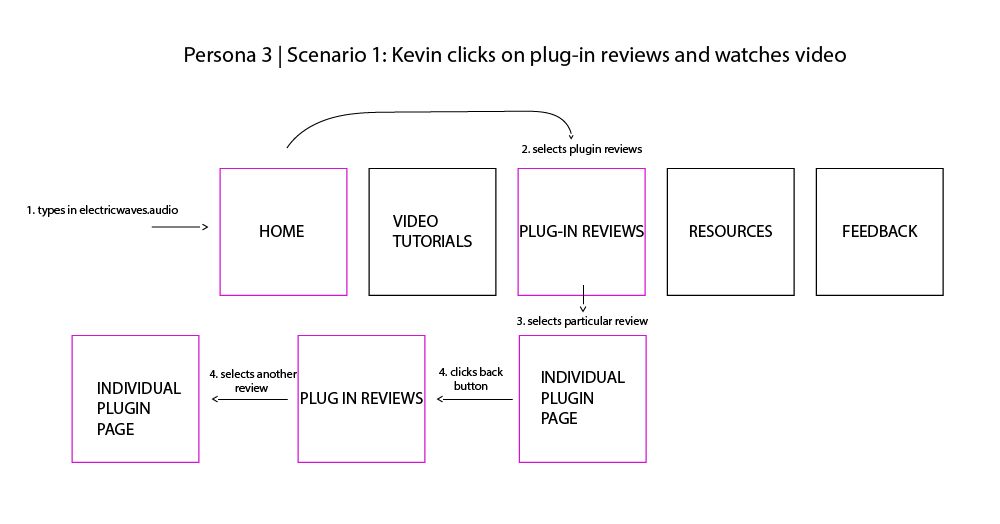 Persona 3 | Scenario 1: Kevin clicks on plug-in reviews and watches video
2. selects plugin reviews
1. types in electricwaves.audio
HOME
VIDEO
TUTORIALS
PLUG-IN REVIEWS
RESOURCES
FEEDBACK
3. selects particular review
INDIVIDUAL
PLUGIN
PAGE
4. selects another
review
PLUG IN REVIEWS
4. clicks back
button
INDIVIDUAL
PLUGIN
PAGE